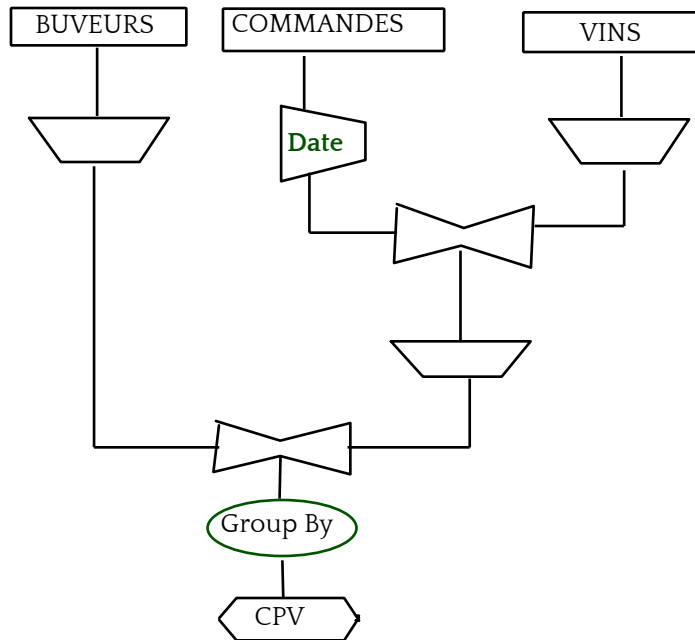 BUVEURS
COMMANDES
VINS
Date
Group By
CPV